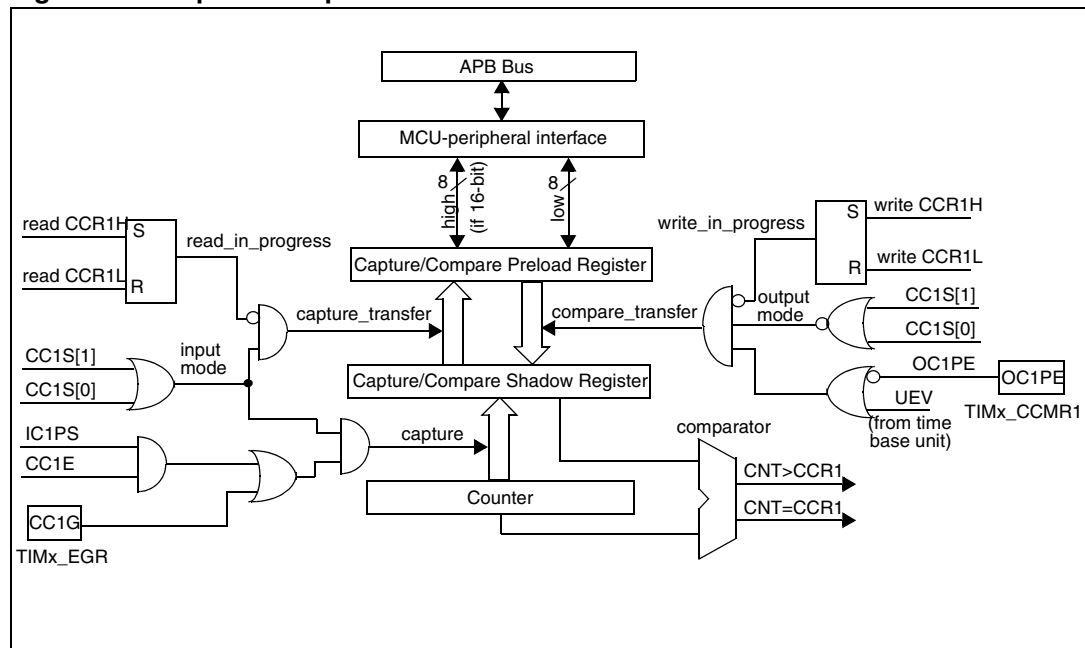 APB Bus
MCU-peripheral interface
8
high
(if 16-bit)
8
low
read CCR1H
S
read_in_progress
read CCR1L
R
write_in_progress
S
write CCR1H
R
write CCR1L
Capture/Compare Preload Register
capture_transfer
compare_transfer
output
mode
CC1S[1]
CC1S[0]
input
mode
CC1S[1]
CC1S[0]
Capture/Compare Shadow Register
OC1PE
OC1PE
UEV
TIMx_CCMR1
(from time
base unit)
IC1PS
CC1E
capture
comparator
CNT>CCR1
Counter
CNT=CCR1
CC1G
TIMx_EGR